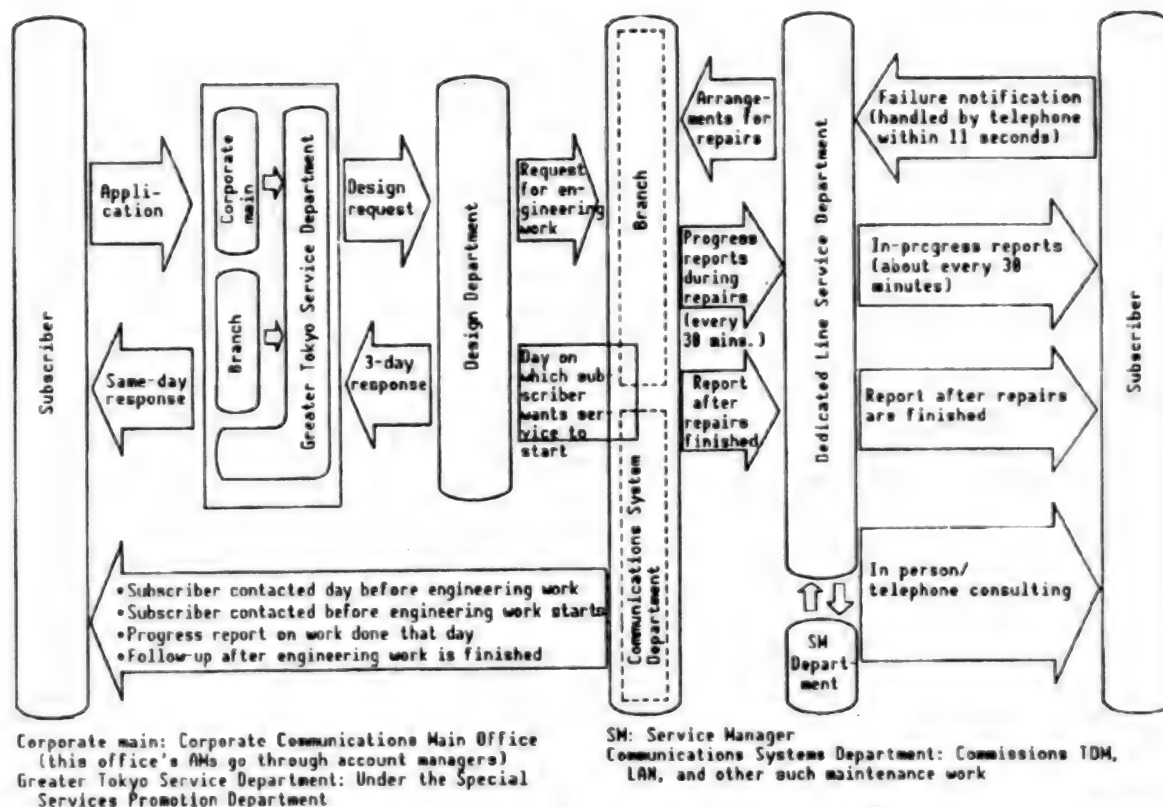 Subscriber
Appli-
cation
Same-day
response
Corporate
main
Branch
Greater Tokyo Service Department
Design
request
3-day
response
Design Department
Request
for en-
gineering
work
Day on
which sub
scriber
wants ser
vice to
start
•Subscriber contacted day before engineering work
•Subscriber contacted before engineering work starts
•Progress report on work done that day
•Follow-up after engineering work is finished
Branch
Communications System
Department
Arrange-
ments for
repairs
Progress
reports
during
repairs
(every
30 mins.)
Report
after
repairs
finished
Dedicated Line Service Department
SM
Depart-
ment
Failure notification
(handled by telephone
within 11 seconds)
In-progress reports
(about every 30
minutes)
Report after repairs
are finished
In person/
telephone consulting
Subscriber
Corporate main: Corporate Communications Main Office
(this office's AMs go through account managers)
Greater Tokyo Service Department: Under the Special
Services Promotion Department
SM: Service Manager
Communications Systems Department: Commissions TDM,
LAN, and other such maintenance work